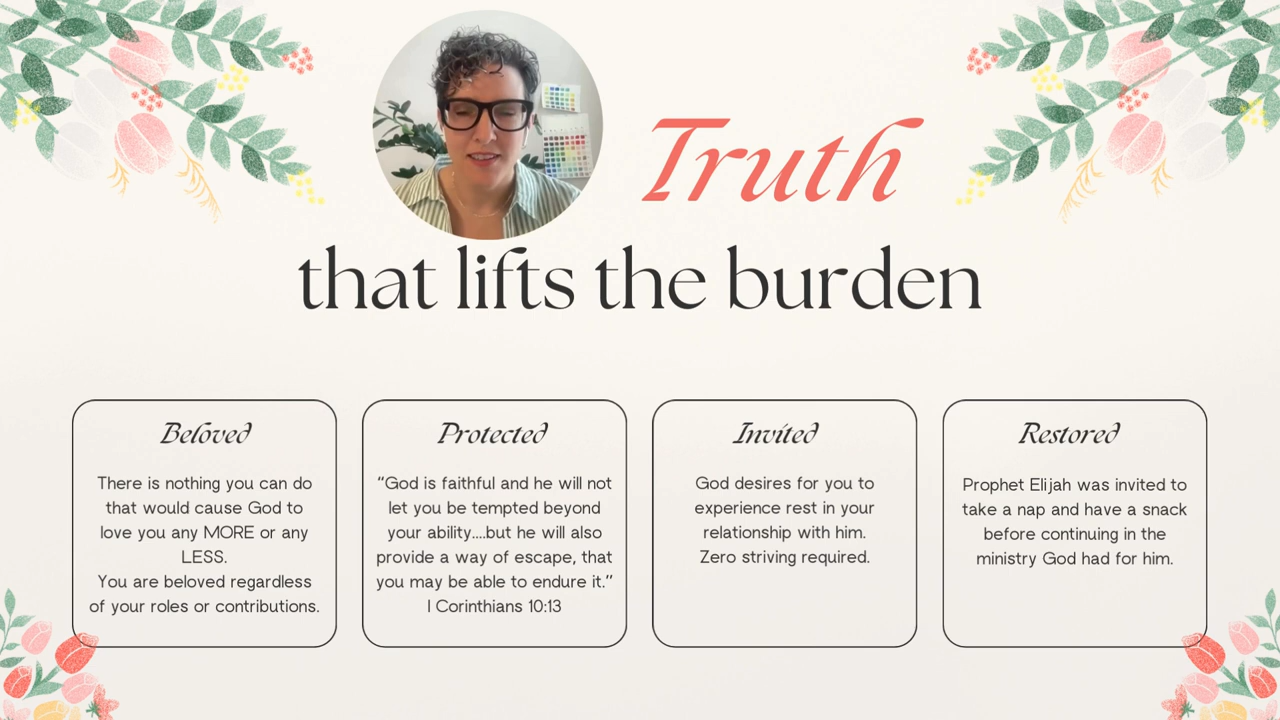 Truth
that lifts the burden
Beloved
There is nothing you can do
that would cause God to
love you any MORE or any
LESS.
You are beloved regardless
of your roles or contributions.
Protected
“God is faithful and he will not
let you be tempted beyond
your ability....but he will also
provide a way of escape, that
you may be able to endure it.”
I Corinthians 10:13
Invited
God desires for you to
experience rest in your
relationship with him.
Zero striving required.
Restored
Prophet Elijah was invited to
take a nap and have a snack
before continuing in the
ministry God had for him.